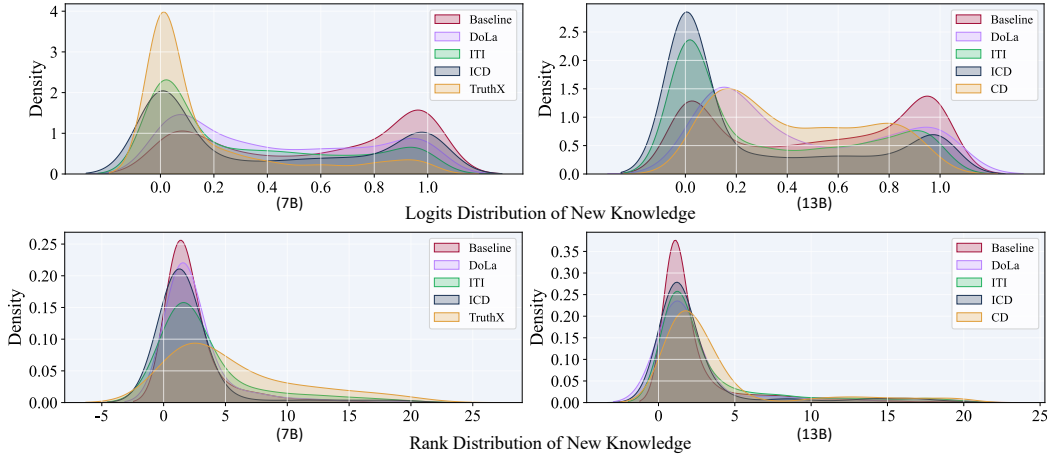 4
3
2
1
0
Density
0.0 0.2 0.4 0.6 0.8 1.0
(7B)
Baseline
DoLa
ITI
ICD
TruthX
2.5
2.0
1.5
1.0
0.5
0.0
Density
0.0 0.2 0.4 0.6 0.8 1.0
(13B)
Baseline
DoLa
ITI
ICD
CD
Logits Distribution of New Knowledge
0.25
0.20
0.15
0.10
0.05
0.00
Density
-5 0 5 10 15 20 25
(7B)
Baseline
DoLa
ITI
ICD
TruthX
0.35
0.30
0.25
0.20
0.15
0.10
0.05
0.00
Density
0 5 10 15 20 25
(13B)
Baseline
DoLa
ITI
ICD
CD
Rank Distribution of New Knowledge